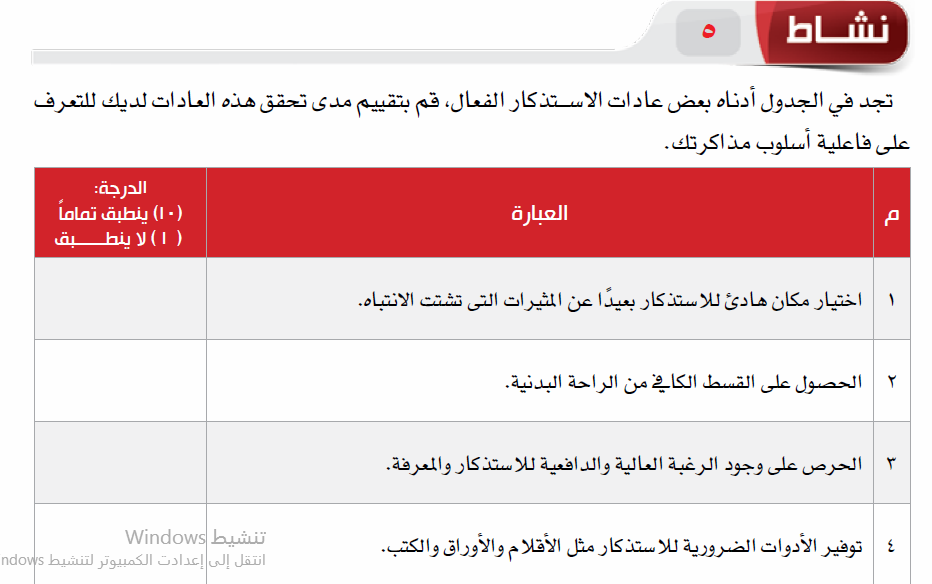 نشاط
٥
تجد في الجدول أدناه بعض عادات الاستذكار الفعال، قم بتقييم مدى تحقق هذه العادات لديك للتعرف
على فاعلية أسلوب مذاكرتك.
م
العبارة
الدرجة:
(١٠) ينطبق تماماً
( ١ ) لا ينطبق
١
اختيار مكان هادئ للاستذكار بعيدًا عن المثيرات التى تشتت الانتباه.
٢
الحصول على القسط الكافي من الراحة البدنية.
٣
الحرص على وجود الرغبة العالية والدافعية للاستذكار والمعرفة.
٤
توفير الأدوات الضرورية للاستذكار مثل الأقلام والأوراق والكتب.
تنشيط Windows
انتقل إلى إعدادت الكمبيوتر لتنشيط ndows